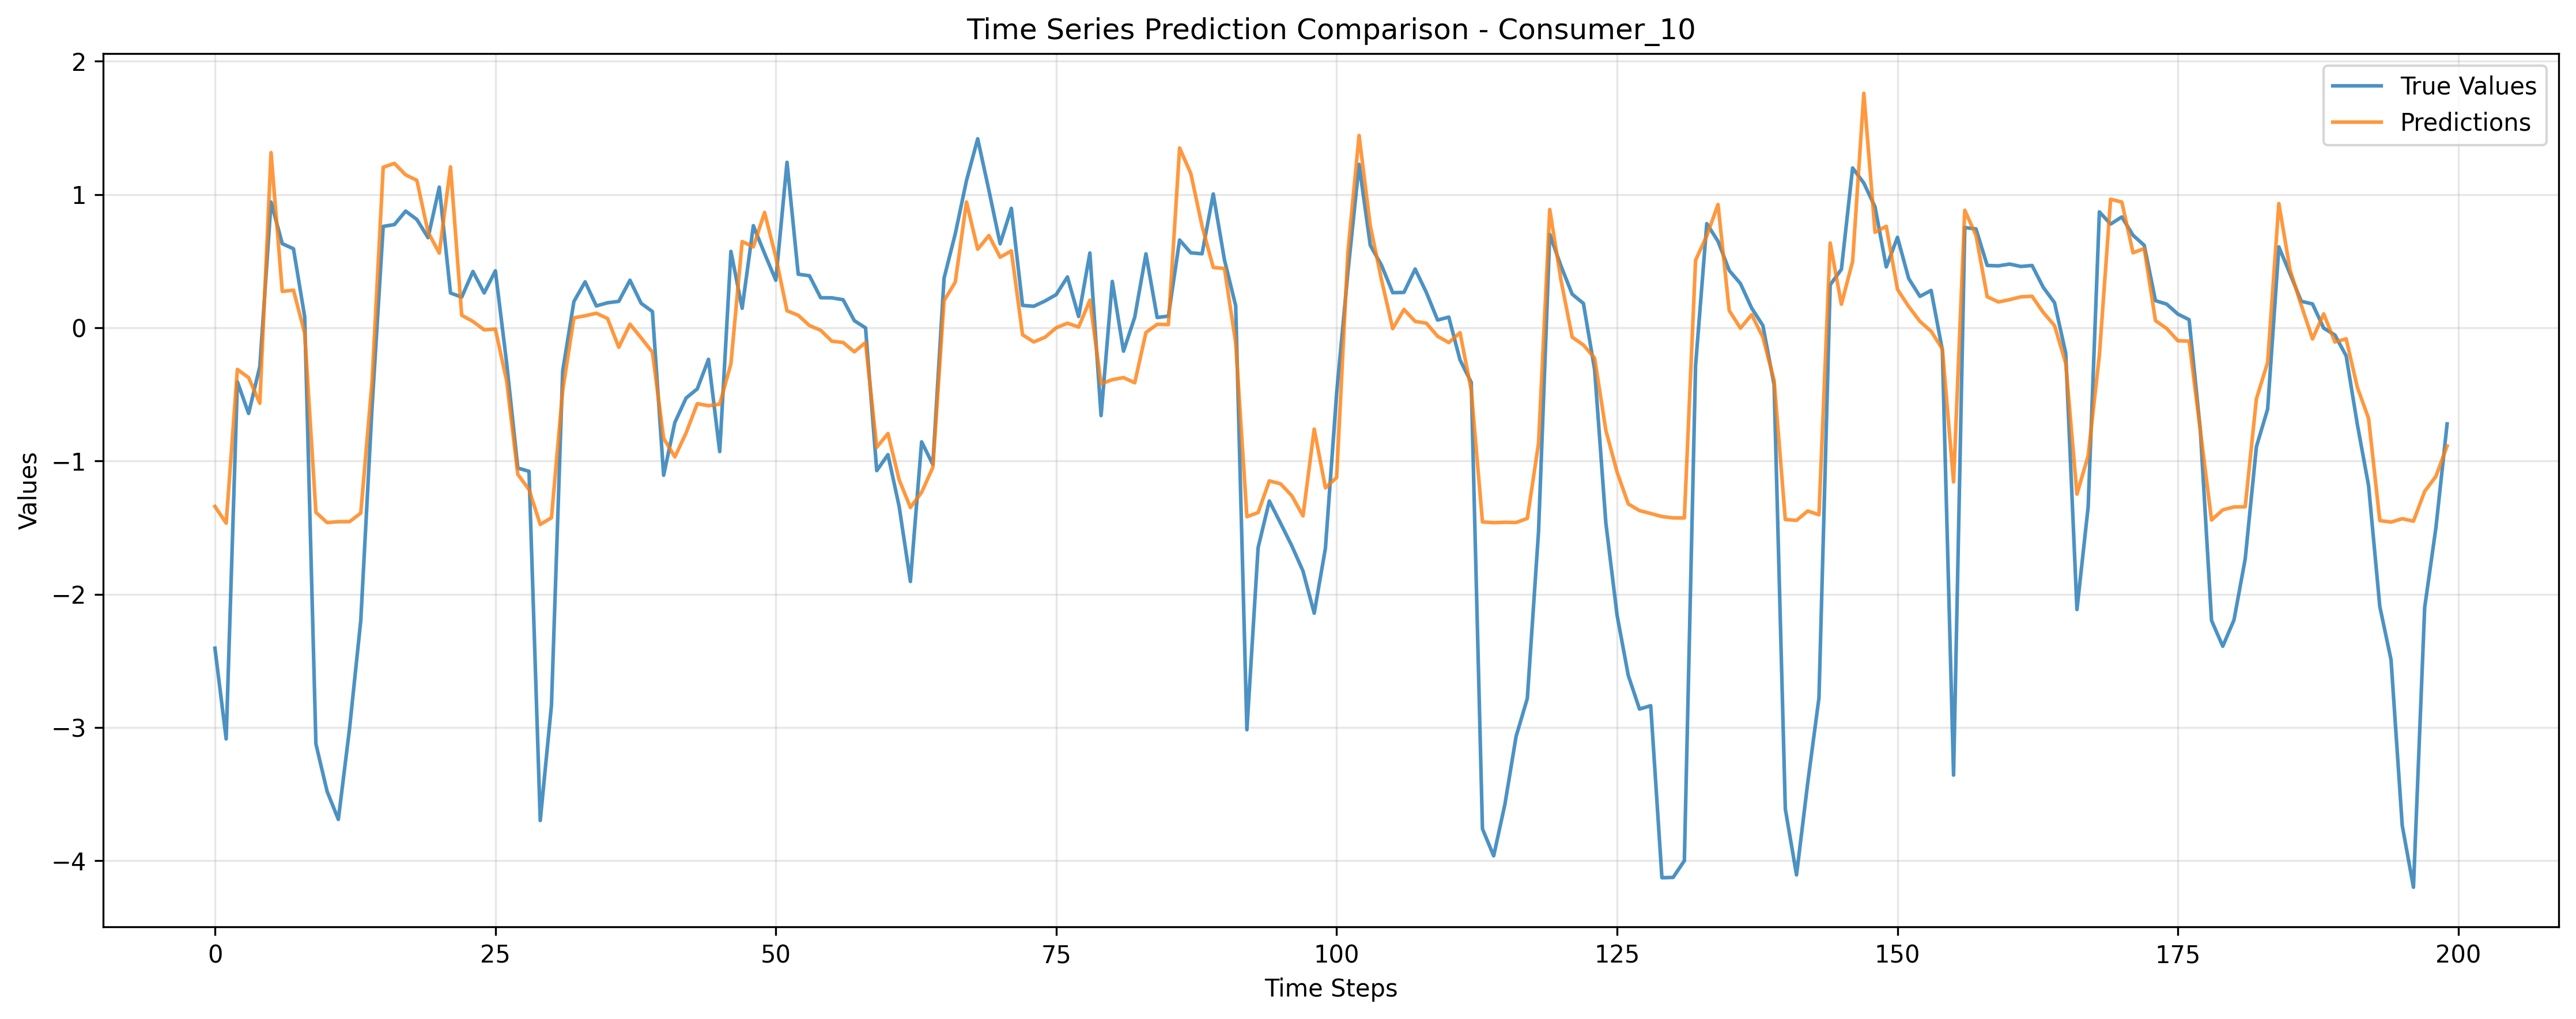 Time Series Prediction Comparison - Consumer_10
True Values
Predictions
Values
2
1
0
−1
−2
−3
−4
0 25 50 75 100 125 150 175 200
Time Steps